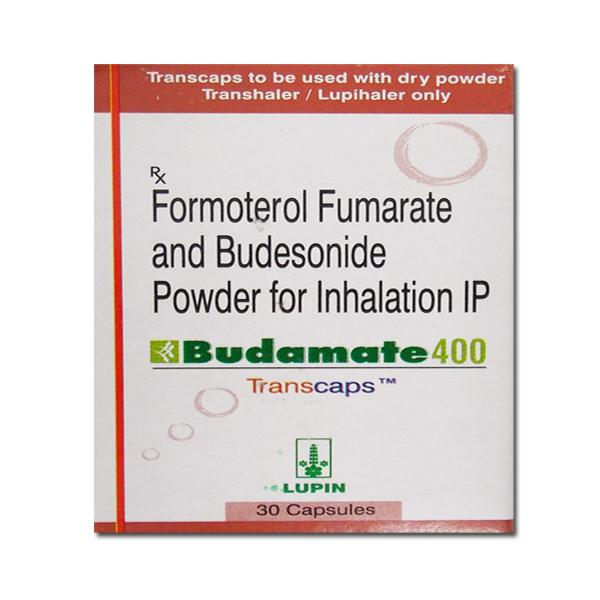 Transcaps to be used with dry powder
Transhaler / Lupihaler only
Rx
Formoterol Fumarate
and Budesonide
Powder for Inhalation IP
Budamate 400
Transcaps™
LUPIN
30 Capsules